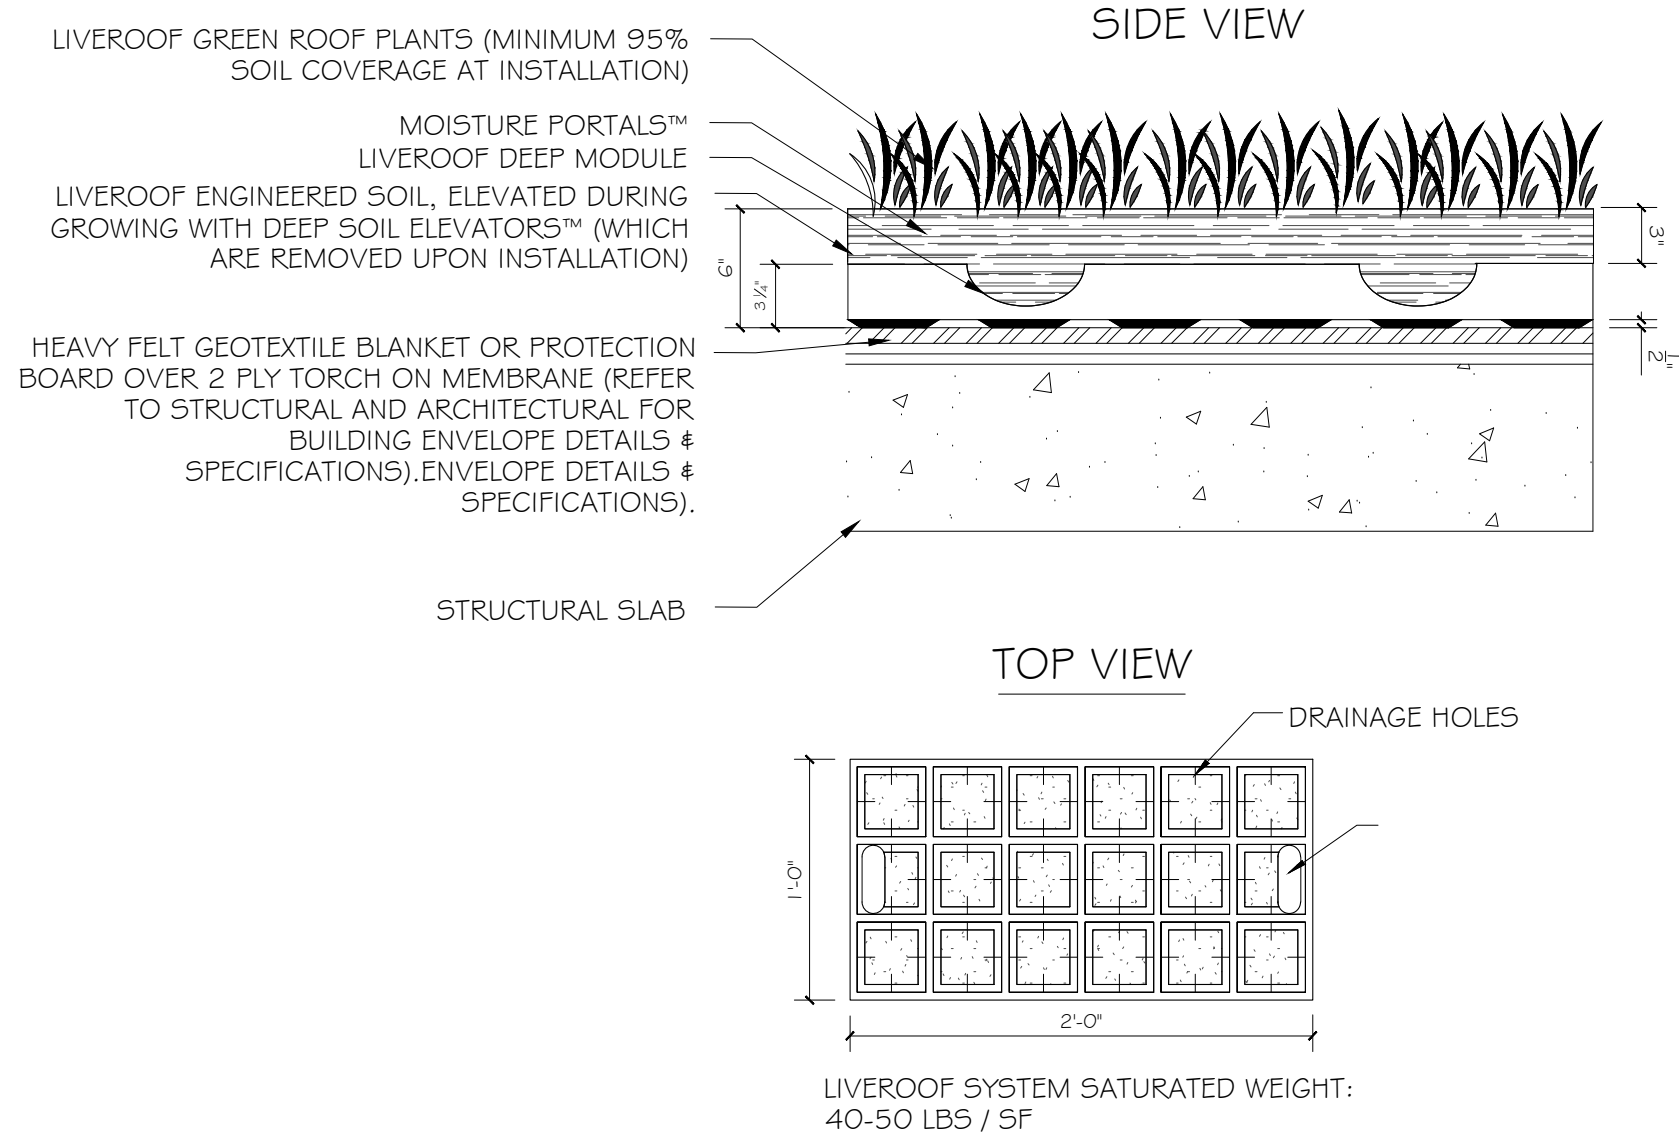 SIDE VIEW
LIVEROOF GREEN ROOF PLANTS (MINIMUM 95%
SOIL COVERAGE AT INSTALLATION)
MOISTURE PORTALS™
LIVEROOF DEEP MODULE
LIVEROOF ENGINEERED SOIL, ELEVATED DURING
GROWING WITH DEEP SOIL ELEVATORS™ (WHICH
ARE REMOVED UPON INSTALLATION)
6"
3 ¼"
3"
1/2"
HEAVY FELT GEOTEXTILE BLANKET OR PROTECTION
BOARD OVER 2 PLY TORCH ON MEMBRANE (REFER
TO STRUCTURAL AND ARCHITECTURAL FOR
BUILDING ENVELOPE DETAILS &
SPECIFICATIONS).ENVELOPE DETAILS &
SPECIFICATIONS).
STRUCTURAL SLAB
TOP VIEW
DRAINAGE HOLES
1'-0"
2'-0"
LIVEROOF SYSTEM SATURATED WEIGHT:
40-50 LBS / SF